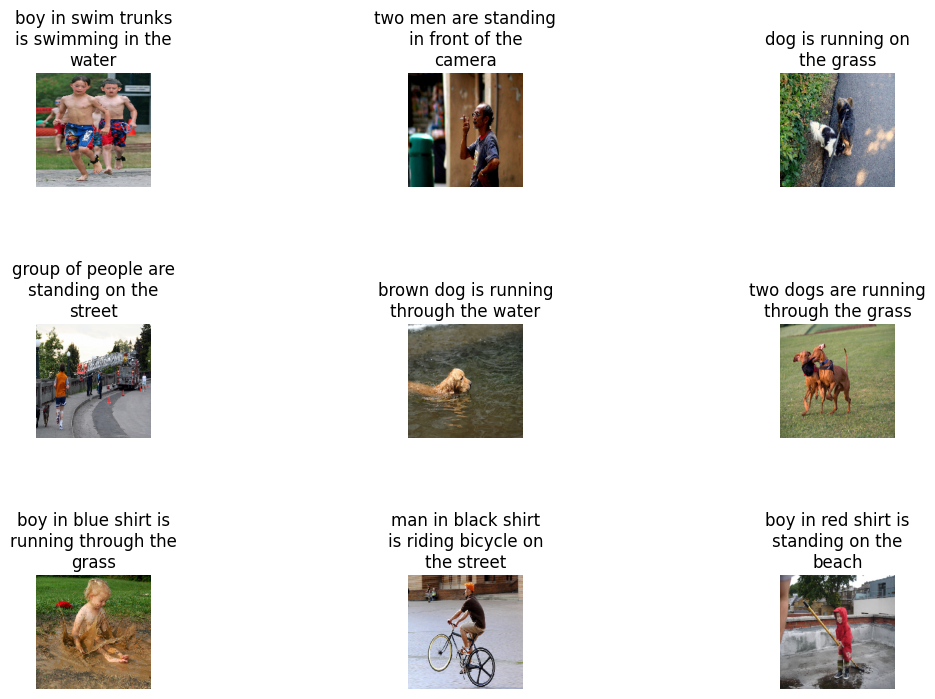 boy in swim trunks
is swimming in the
water
two men are standing
in front of the
camera
dog is running on
the grass
group of people are
standing on the
street
brown dog is running
through the water
two dogs are running
through the grass
boy in blue shirt is
running through the
grass
man in black shirt
is riding bicycle on
the street
boy in red shirt is
standing on the
beach